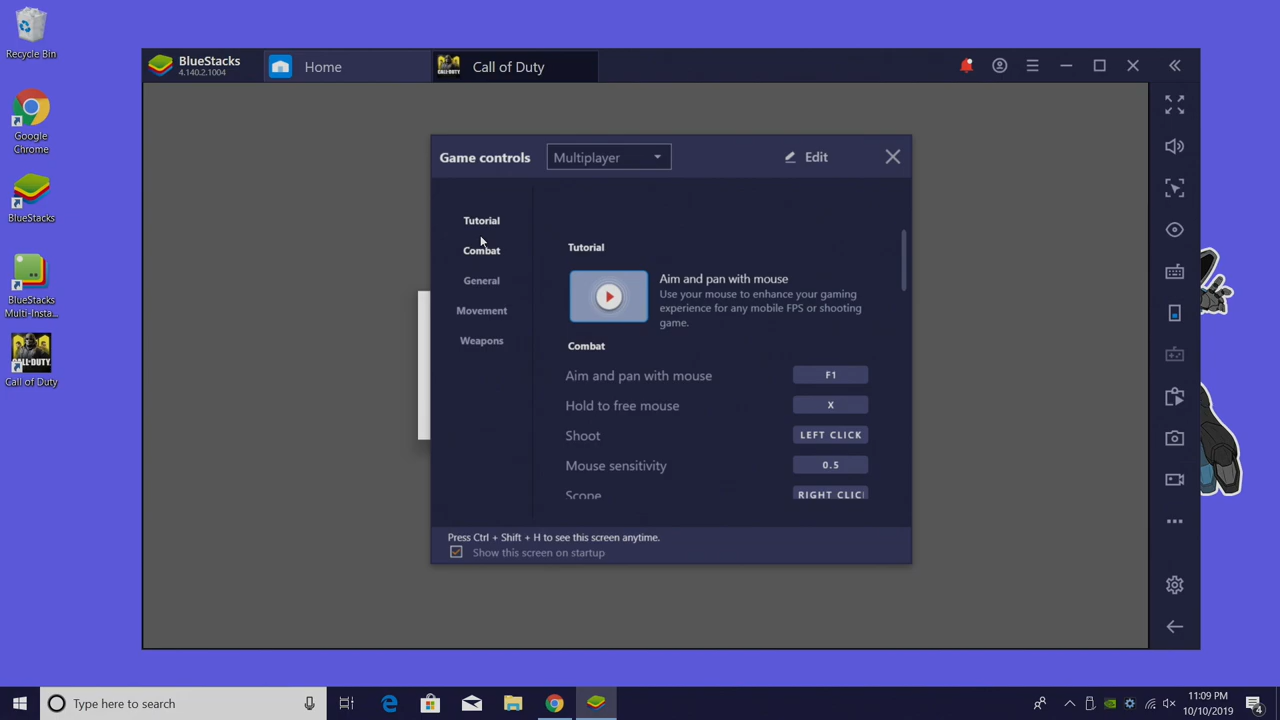 Recycle Bin
Google
Chrome
BlueStacks
BlueStacks
Multi-Insta...
Call of Duty
BlueStacks
4.140.2.1004
Home
Call of Duty
Game controls
Multiplayer
Edit
Tutorial
Combat
General
Movement
Weapons
Tutorial
Aim and pan with mouse
Use your mouse to enhance your gaming
experience for any mobile FPS or shooting
game.
Combat
Aim and pan with mouse F1
Hold to free mouse X
Shoot LEFT CLICK
Mouse sensitivity 0.5
Scope RIGHT CLIC
Press Ctrl + Shift + H to see this screen anytime.
Show this screen on startup
Type here to search
11:09 PM
10/10/2019
4